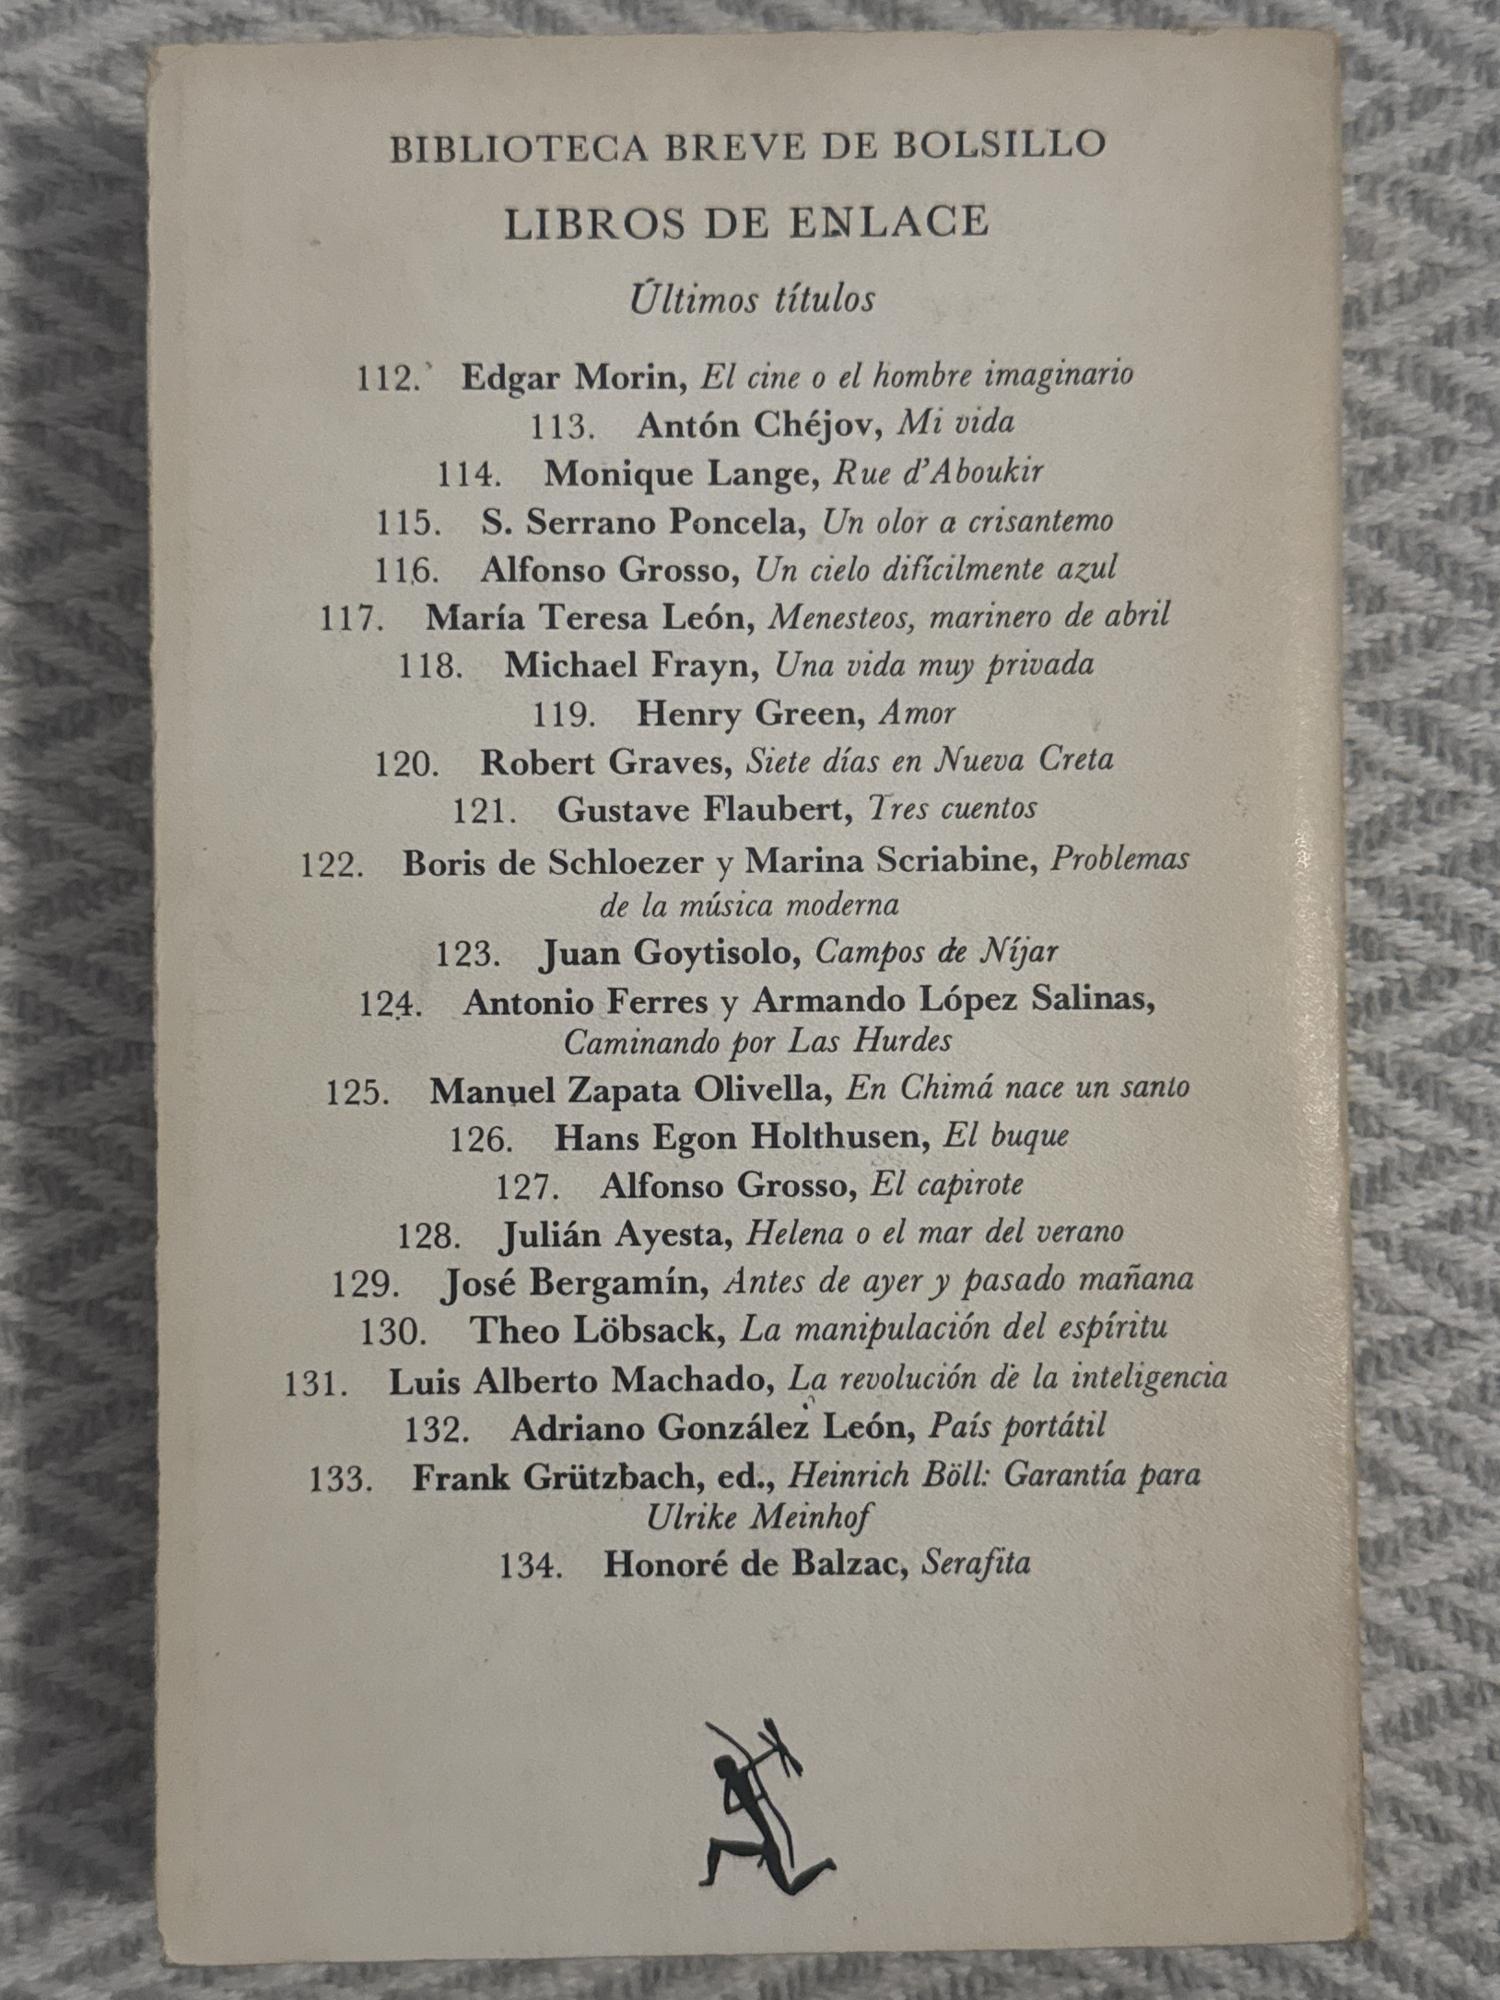 BIBLIOTECA BREVE DE BOLSILLO
LIBROS DE ENLACE
Últimos títulos
112. Edgar Morin, El cine o el hombre imaginario
113. Antón Chéjov, Mi vida
114. Monique Lange, Rue d'Aboukir
115. S. Serrano Poncela, Un olor a crisantemo
116. Alfonso Grosso, Un cielo difícilmente azul
117. María Teresa León, Menesteos, marinero de abril
118. Michael Frayn, Una vida muy privada
119. Henry Green, Amor
120. Robert Graves, Siete días en Nueva Creta
121. Gustave Flaubert, Tres cuentos
122. Boris de Schloezer y Marina Scriabine, Problemas
de la música moderna
123. Juan Goytisolo, Campos de Níjar
124. Antonio Ferres y Armando López Salinas,
Caminando por Las Hurdes
125. Manuel Zapata Olivella, En Chimá nace un santo
126. Hans Egon Holthusen, El buque
127. Alfonso Grosso, El capirote
128. Julián Ayesta, Helena o el mar del verano
129. José Bergamín, Antes de ayer y pasado mañana
130. Theo Löbsack, La manipulación del espíritu
131. Luis Alberto Machado, La revolución de la inteligencia
132. Adriano González León, País portátil
133. Frank Grützbach, ed., Heinrich Böll: Garantía para
Ulrike Meinhof
134. Honoré de Balzac, Serafita